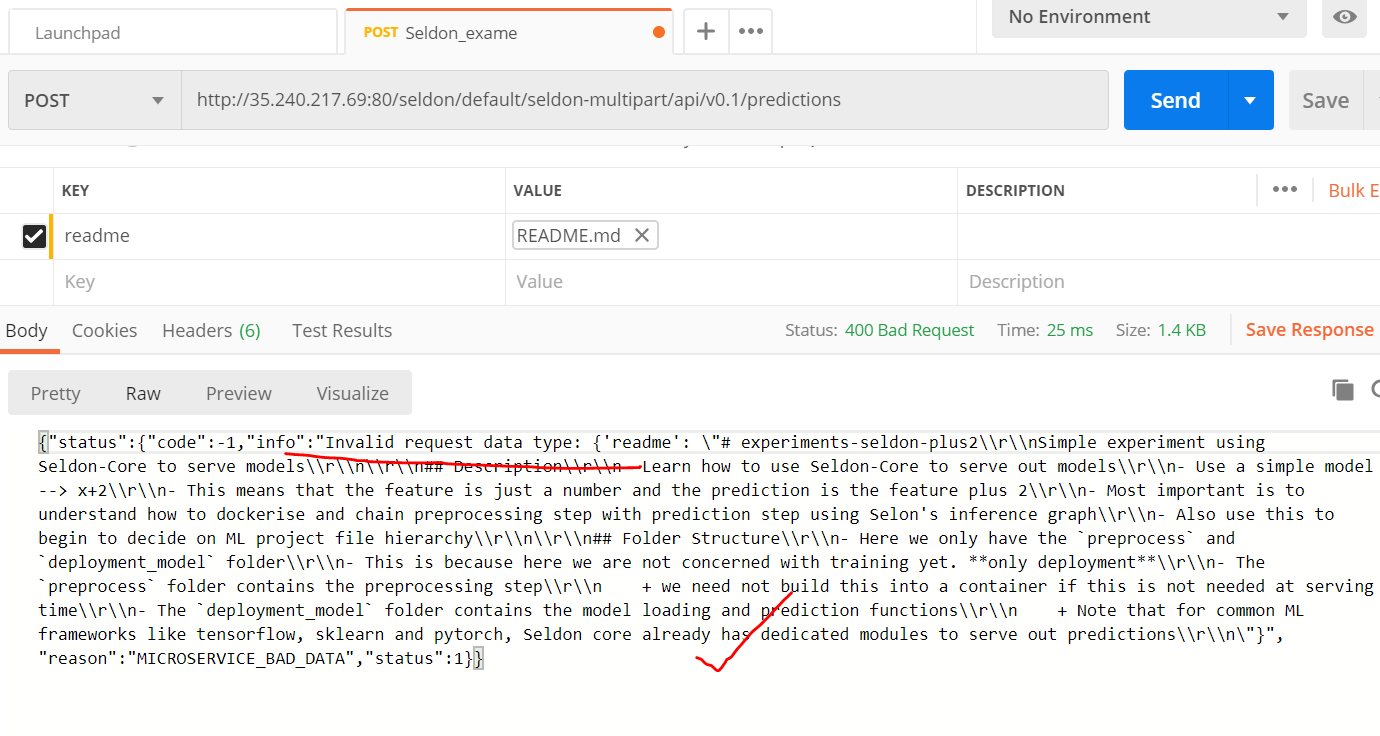 Launchpad
POST Seldon_exame
No Environment
POST
http://35.240.217.69:80/seldon/default/seldon-multipart/api/v0.1/predictions
Send
Save
KEY
VALUE
DESCRIPTION
Bulk E
readme
README.md
Key
Value
Description
Body
Cookies
Headers (6)
Test Results
Status: 400 Bad Request
Time: 25 ms
Size: 1.4 KB
Save Response
Pretty
Raw
Preview
Visualize
{"status":{"code":-1,"info":"Invalid request data type: {'readme': \"# experiments-seldon-plus2\\r\\nSimple experiment using
Seldon-Core to serve models\\r\\n\\r\\n## Description\\r\\n- Learn how to use Seldon-Core to serve out models\\r\\n- Use a simple model
--> x+2\\r\\n- This means that the feature is just a number and the prediction is the feature plus 2\\r\\n- Most important is to
understand how to dockerise and chain preprocessing step with prediction step using Selon's inference graph\\r\\n- Also use this to
begin to decide on ML project file hierarchy\\r\\n\\r\\n## Folder Structure\\r\\n- Here we only have the `preprocess` and
`deployment_model` folder\\r\\n- This is because here we are not concerned with training yet. **only deployment**\\r\\n- The
`preprocess` folder contains the preprocessing step\\r\\n    + we need not build this into a container if this is not needed at serving
time\\r\\n- The `deployment_model` folder contains the model loading and prediction functions\\r\\n    + Note that for common ML
frameworks like tensorflow, sklearn and pytorch, Seldon core already has dedicated modules to serve out predictions\\r\\n\"}",
"reason":"MICROSERVICE_BAD_DATA","status":1}}